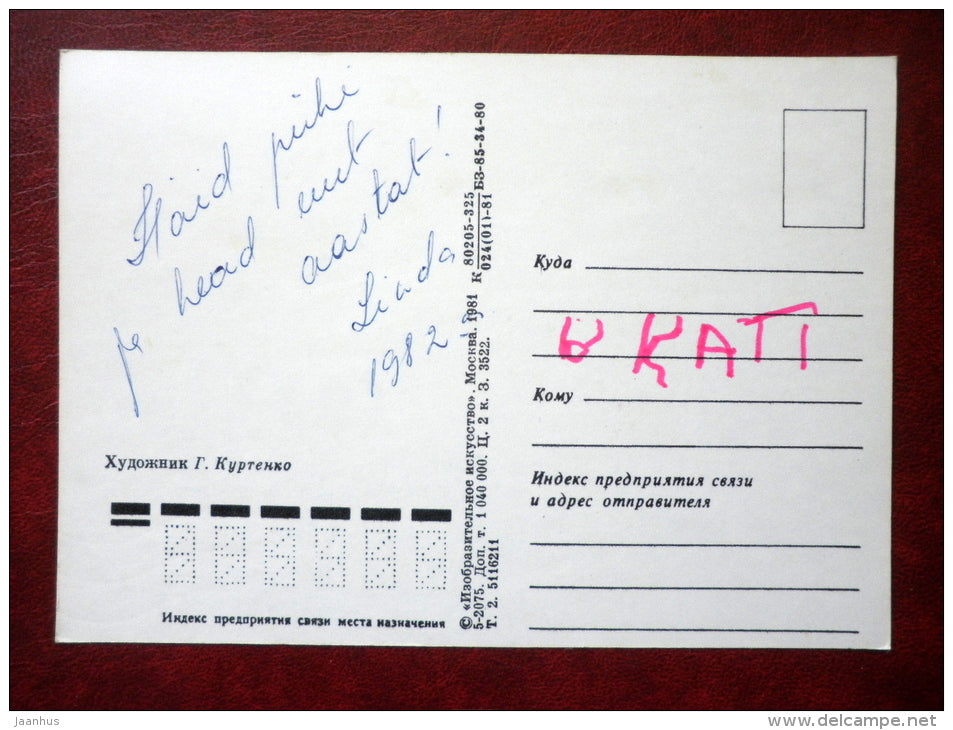 Häid pühi
ja head uut
aastat!
Linda
1982
Художник Г. Куртенко
Индекс предприятия связи места назначения
© «Изобразительное искусство». Москва. 1981 К 80205-325 БЗ-85-34-80
024(01)-81
5-2075. Доп. т. 1 040 000. Ц. 2 к. З. 3522.
Т. 2. 5116211
Куда
КАТІ
Кому
Индекс предприятия связи
и адрес отправителя
Jaanhus
www.delcampe.net